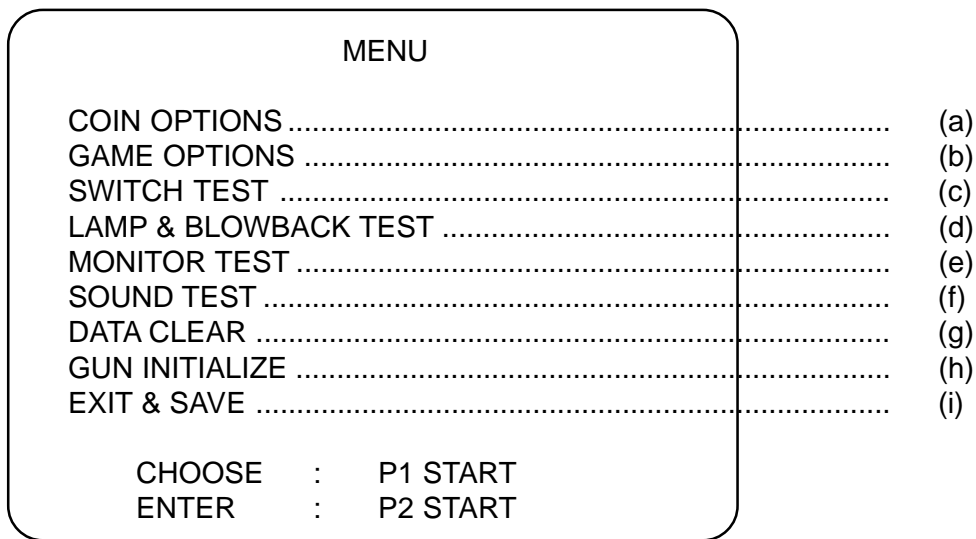 MENU
COIN OPTIONS ........................................................................... (a)
GAME OPTIONS ........................................................................ (b)
SWITCH TEST ........................................................................... (c)
LAMP & BLOWBACK TEST ....................................................... (d)
MONITOR TEST ......................................................................... (e)
SOUND TEST ............................................................................. (f)
DATA CLEAR .............................................................................. (g)
GUN INITIALIZE ......................................................................... (h)
EXIT & SAVE .............................................................................. (i)
CHOOSE : P1 START
ENTER : P2 START